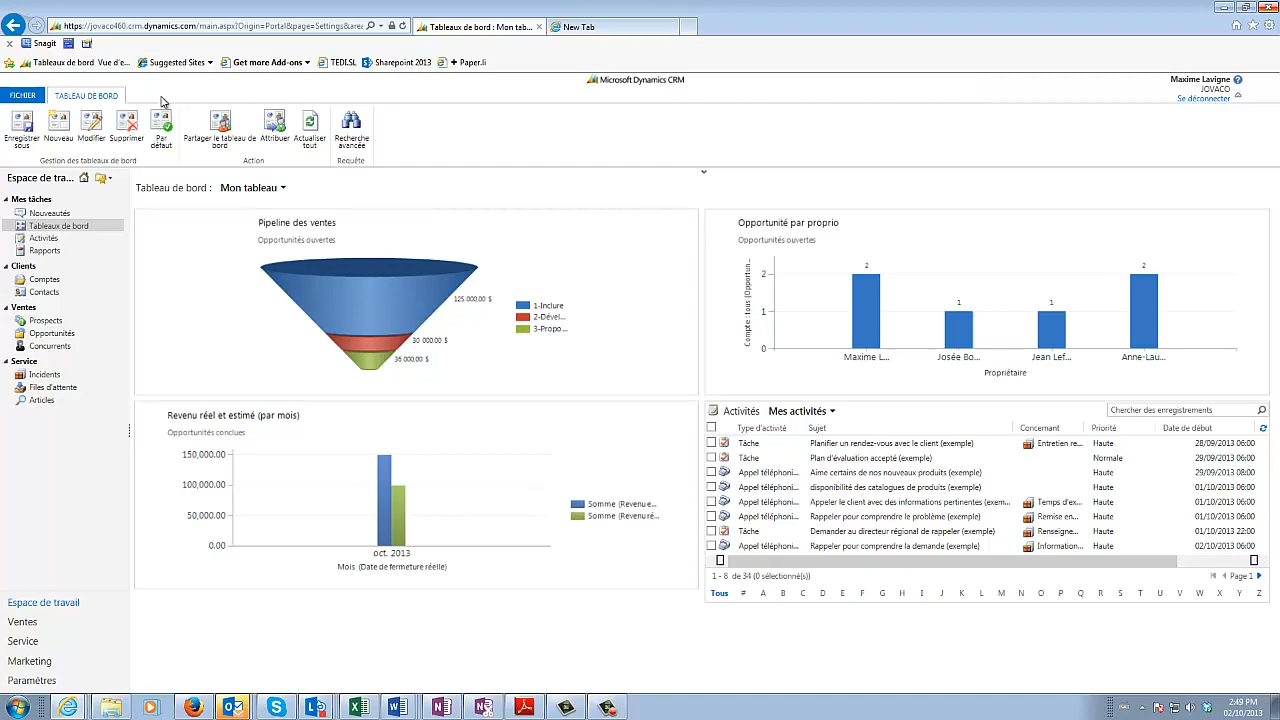 https://jovaco460.crm.dynamics.com/main.aspx?Origin=Portal&page=Settings&area
Tableaux de bord : Mon tab...
New Tab
Snagit
Tableaux de bord Vue d'e...
Suggested Sites
Get more Add-ons
TEDI.SL
Sharepoint 2013
+ Paper.li
Microsoft Dynamics CRM
Maxime Lavigne
JOVACO
Se déconnecter
FICHIER
TABLEAU DE BORD
Enregistrer sous
Nouveau
Modifier
Supprimer
Par défaut
Partager le tableau de bord
Attribuer
Actualiser tout
Recherche avancée
Gestion des tableaux de bord
Action
Requête
Espace de tra...
Mes tâches
Nouveautés
Tableaux de bord
Activités
Rapports
Clients
Comptes
Contacts
Ventes
Prospects
Opportunités
Concurrents
Service
Incidents
Files d'attente
Articles
Espace de travail
Ventes
Service
Marketing
Paramètres
Tableau de bord : Mon tableau
Pipeline des ventes
Opportunités ouvertes
125 000,00 $
30 000,00 $
36 000,00 $
1-Inclure
2-Dével...
3-Propo...
Opportunité par proprio
Opportunités ouvertes
Compte : tous (Opportun...
2
1
0
2
1
1
2
Maxime L...
Josée Bo...
Jean Lef...
Anne-Lau...
Propriétaire
Revenu réel et estimé (par mois)
Opportunités conclues
150,000.00
100,000.00
50,000.00
0.00
oct. 2013
Mois (Date de fermeture réelle)
Somme (Revenu e...
Somme (Revenu ré...
Activités Mes activités
Chercher des enregistrements
Type d'activité Sujet Concernant Priorité Date de début
Tâche Planifier un rendez-vous avec le client (exemple) Entretien re... Haute 28/09/2013 06:00
Tâche Plan d'évaluation accepté (exemple) Normale 29/09/2013 06:00
Appel téléphoni... Aime certains de nos nouveaux produits (exemple) Haute 29/09/2013 08:00
Appel téléphoni... disponibilité des catalogues de produits (exemple) Haute 01/10/2013 06:00
Appel téléphoni... Appeler le client avec des informations pertinentes (exem... Temps d'ex... Haute 01/10/2013 06:00
Appel téléphoni... Rappeler pour comprendre le problème (exemple) Remise en... Haute 01/10/2013 06:00
Tâche Demander au directeur régional de rappeler (exemple) Renseigne... Haute 01/10/2013 22:00
Appel téléphoni... Rappeler pour comprendre la demande (exemple) Information... Haute 02/10/2013 06:00
1 - 8 de 34 (0 sélectionné(s))
Page 1
Tous # A B C D E F G H I J K L M N O P Q R S T U V W X Y Z
2:49 PM
02/10/2013